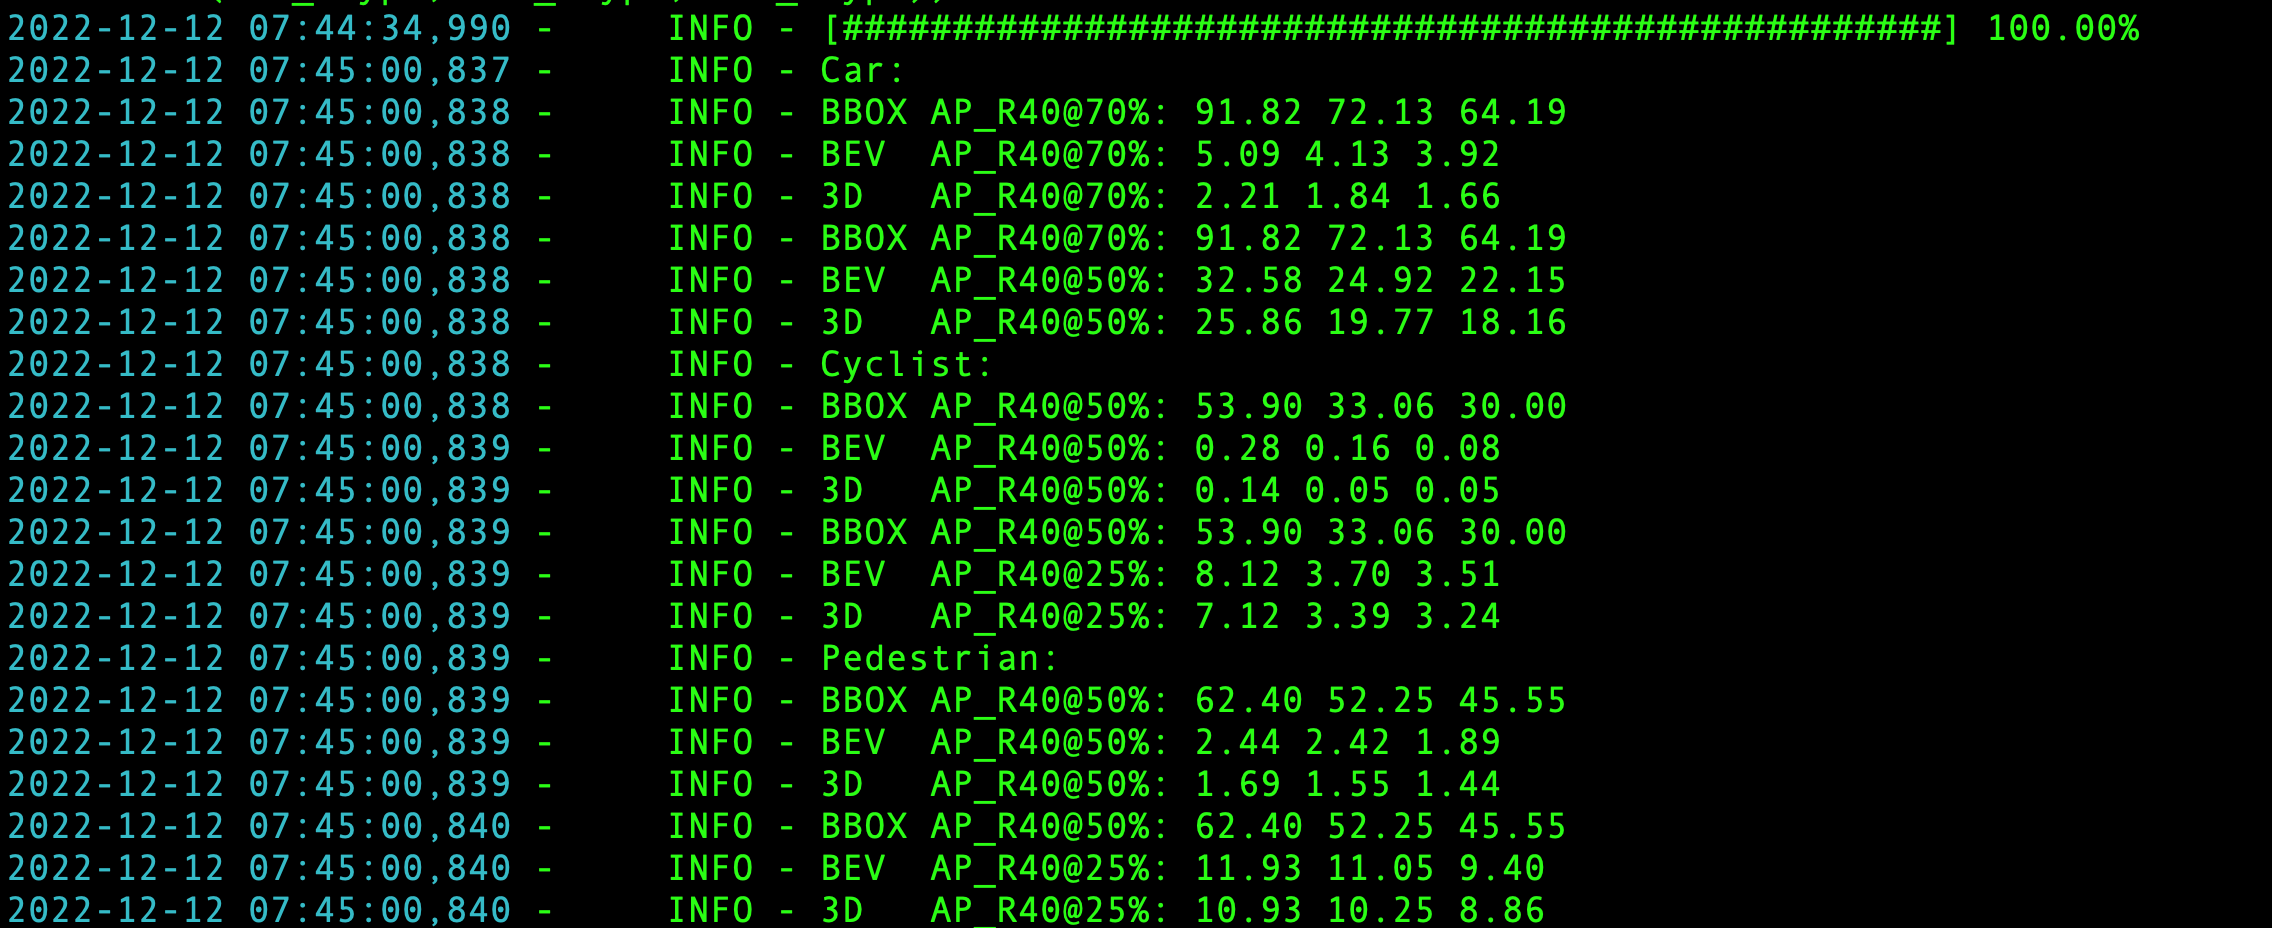 2022-12-12 07:44:34,990 - INFO - [##################################################] 100.00%
2022-12-12 07:45:00,837 - INFO - Car:
2022-12-12 07:45:00,838 - INFO - BBOX AP_R40@70%: 91.82 72.13 64.19
2022-12-12 07:45:00,838 - INFO - BEV  AP_R40@70%: 5.09 4.13 3.92
2022-12-12 07:45:00,838 - INFO - 3D   AP_R40@70%: 2.21 1.84 1.66
2022-12-12 07:45:00,838 - INFO - BBOX AP_R40@70%: 91.82 72.13 64.19
2022-12-12 07:45:00,838 - INFO - BEV  AP_R40@50%: 32.58 24.92 22.15
2022-12-12 07:45:00,838 - INFO - 3D   AP_R40@50%: 25.86 19.77 18.16
2022-12-12 07:45:00,838 - INFO - Cyclist:
2022-12-12 07:45:00,838 - INFO - BBOX AP_R40@50%: 53.90 33.06 30.00
2022-12-12 07:45:00,839 - INFO - BEV  AP_R40@50%: 0.28 0.16 0.08
2022-12-12 07:45:00,839 - INFO - 3D   AP_R40@50%: 0.14 0.05 0.05
2022-12-12 07:45:00,839 - INFO - BBOX AP_R40@50%: 53.90 33.06 30.00
2022-12-12 07:45:00,839 - INFO - BEV  AP_R40@25%: 8.12 3.70 3.51
2022-12-12 07:45:00,839 - INFO - 3D   AP_R40@25%: 7.12 3.39 3.24
2022-12-12 07:45:00,839 - INFO - Pedestrian:
2022-12-12 07:45:00,839 - INFO - BBOX AP_R40@50%: 62.40 52.25 45.55
2022-12-12 07:45:00,839 - INFO - BEV  AP_R40@50%: 2.44 2.42 1.89
2022-12-12 07:45:00,839 - INFO - 3D   AP_R40@50%: 1.69 1.55 1.44
2022-12-12 07:45:00,840 - INFO - BBOX AP_R40@50%: 62.40 52.25 45.55
2022-12-12 07:45:00,840 - INFO - BEV  AP_R40@25%: 11.93 11.05 9.40
2022-12-12 07:45:00,840 - INFO - 3D   AP_R40@25%: 10.93 10.25 8.86